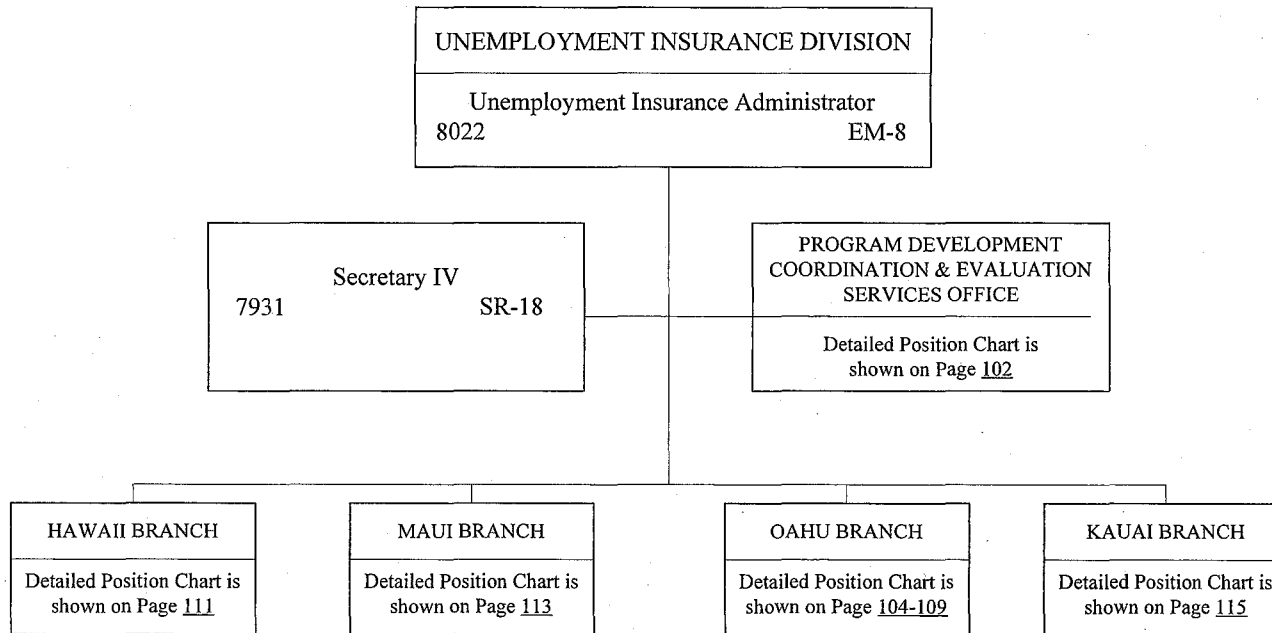 UNEMPLOYMENT INSURANCE DIVISION
Unemployment Insurance Administrator
8022 EM-8
Secretary IV
7931 SR-18
PROGRAM DEVELOPMENT
COORDINATION & EVALUATION
SERVICES OFFICE
Detailed Position Chart is
shown on Page 102
HAWAII BRANCH
Detailed Position Chart is
shown on Page 111
MAUI BRANCH
Detailed Position Chart is
shown on Page 113
OAHU BRANCH
Detailed Position Chart is
shown on Page 104-109
KAUAI BRANCH
Detailed Position Chart is
shown on Page 115